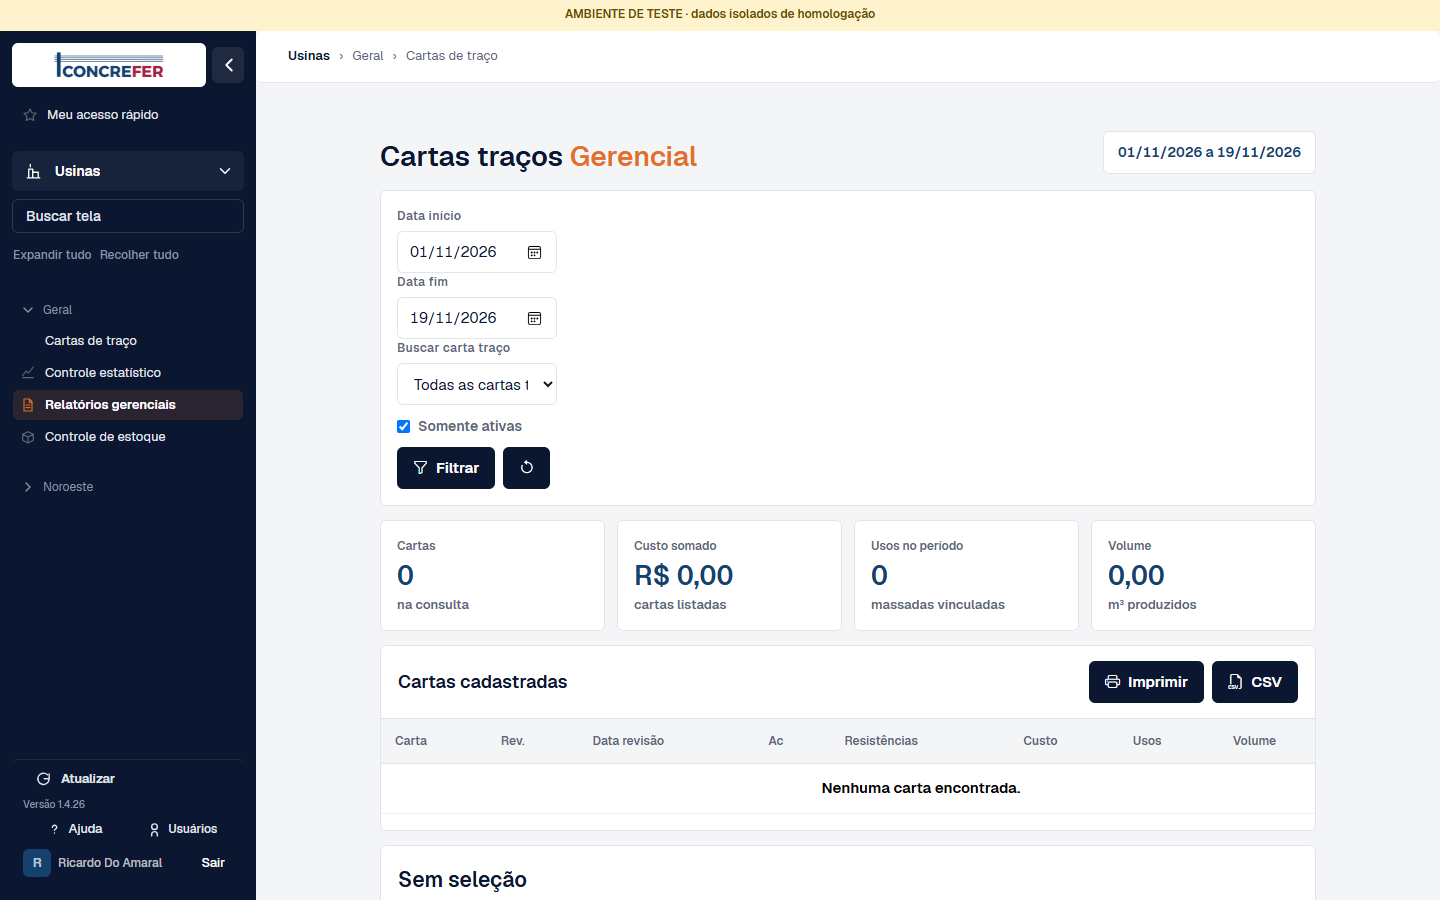 AMBIENTE DE TESTE · dados isolados de homologação
CONCREFER
Meu acesso rápido
Usinas
Buscar tela
Expandir tudo Recolher tudo
Geral
Cartas de traço
Controle estatístico
Relatórios gerenciais
Controle de estoque
Noroeste
Atualizar
Versão 1.4.26
? Ajuda Usuários
R Ricardo Do Amaral Sair
Usinas › Geral › Cartas de traço
Cartas traços Gerencial
01/11/2026 a 19/11/2026
Data inicio
01/11/2026
Data fim
19/11/2026
Buscar carta traço
Todas as cartas t
Somente ativas
Filtrar
Cartas
0
na consulta
Custo somado
R$ 0,00
cartas listadas
Usos no período
0
massadas vinculadas
Volume
0,00
m³ produzidos
Cartas cadastradas
Imprimir CSV
Carta Rev. Data revisão Ac Resistências Custo Usos Volume
Nenhuma carta encontrada.
Sem seleção